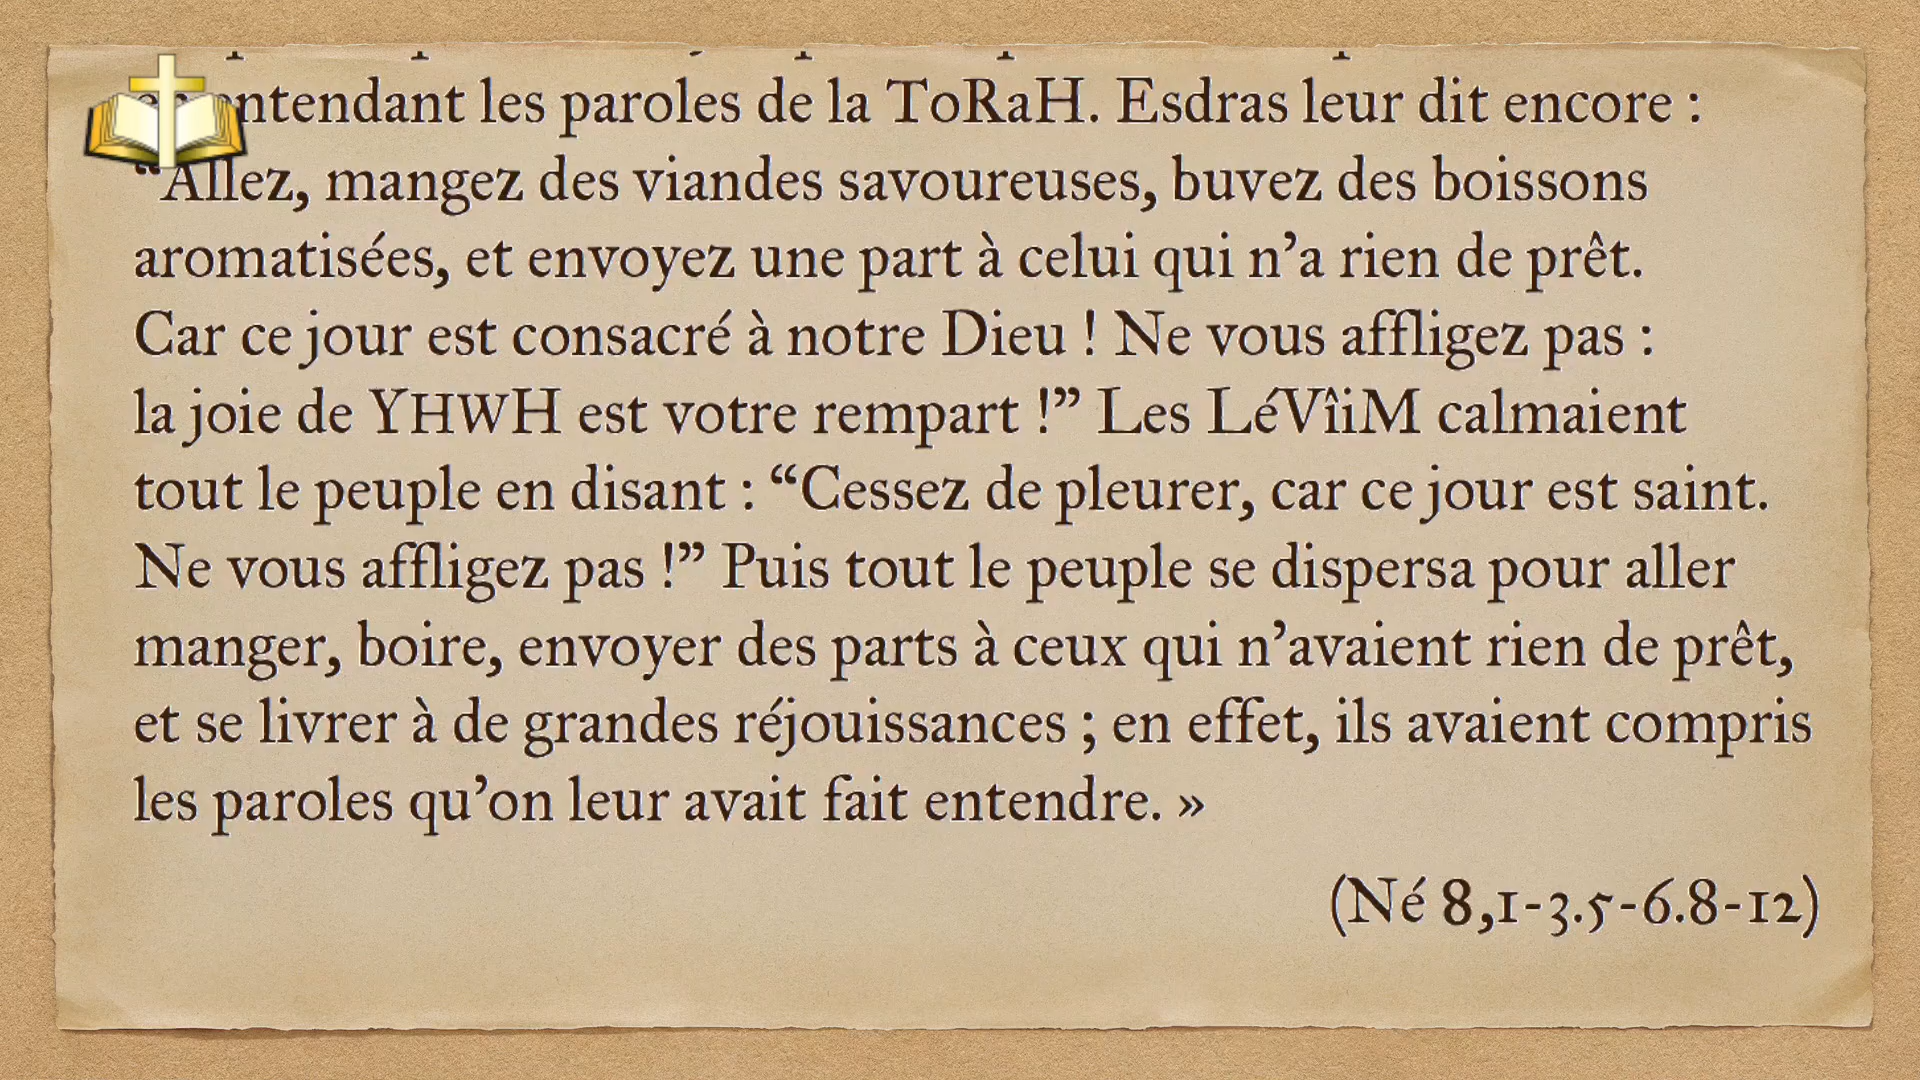 entendant les paroles de la ToRaH. Esdras leur dit encore :
“Allez, mangez des viandes savoureuses, buvez des boissons
aromatisées, et envoyez une part à celui qui n’a rien de prêt.
Car ce jour est consacré à notre Dieu ! Ne vous affligez pas :
la joie de YHWH est votre rempart !” Les LéVîiM calmaient
tout le peuple en disant : “Cessez de pleurer, car ce jour est saint.
Ne vous affligez pas !” Puis tout le peuple se dispersa pour aller
manger, boire, envoyer des parts à ceux qui n’avaient rien de prêt,
et se livrer à de grandes réjouissances ; en effet, ils avaient compris
les paroles qu’on leur avait fait entendre. »
(Né 8,1-3.5-6.8-12)